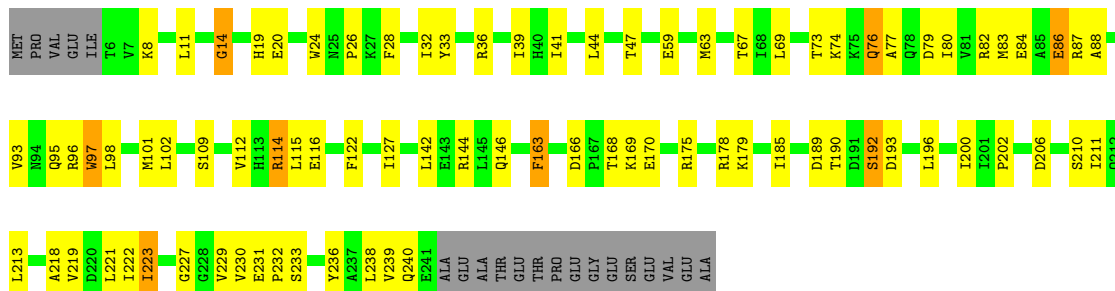 MET PRO VAL GLU ILE T6 V7 K8 L11 G14 H19 E20 W24 N25 P26 K27 F28 I32 Y33 R36 I39 H40 I41 L44 T47 E59 M63 T67 I68 L69 T73 K74 K75 Q76 A77 Q78 D79 I80 V81 R82 M83 E84 A85 E86 R87 A88
V93 N94 Q95 R96 W97 L98 M101 L102 S109 V112 H113 R114 L115 E116 F122 I127 L142 E143 R144 L145 Q146 F163 D166 P167 T168 K169 E170 R175 R178 K179 I185 D189 T190 D191 S192 D193 L196 I200 I201 P202 D206 S210 I211
L213 A218 V219 D220 L221 I222 I223 G227 G228 V229 V230 E231 P232 S233 Y236 A237 L238 V239 Q240 E241 ALA GLU ALA THR GLU THR PRO GLU GLY GLU SER GLU VAL GLU ALA